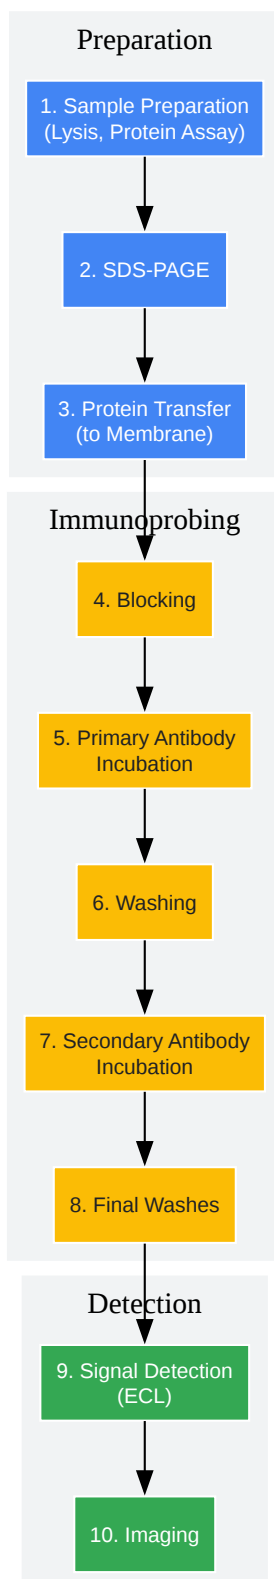 Preparation
1. Sample Preparation
(Lysis, Protein Assay)
2. SDS-PAGE
3. Protein Transfer
(to Membrane)
Immunoprobing
4. Blocking
5. Primary Antibody
Incubation
6. Washing
7. Secondary Antibody
Incubation
8. Final Washes
Detection
9. Signal Detection
(ECL)
10. Imaging